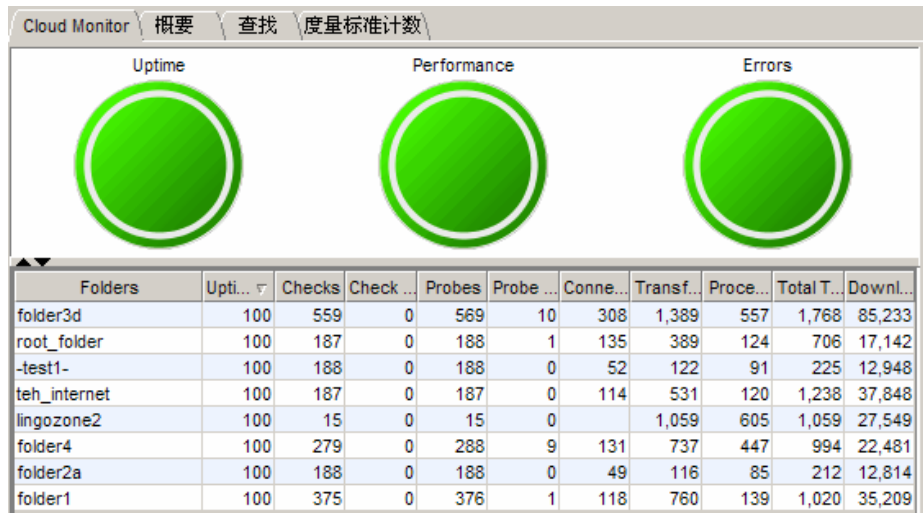 Cloud Monitor 概要 查找 度量标准计数
Uptime Performance Errors
Folders Upti... Checks Check ... Probes Probe ... Conne... Transf... Proce... Total T... Downl...
folder3d 100 559 0 569 10 308 1,389 557 1,768 85,233
root_folder 100 187 0 188 1 135 389 124 706 17,142
-test1- 100 188 0 188 0 52 122 91 225 12,948
teh_internet 100 187 0 187 0 114 531 120 1,238 37,848
lingozone2 100 15 0 15 0 1,059 605 1,059 27,549
folder4 100 279 0 288 9 131 737 447 994 22,481
folder2a 100 188 0 188 0 49 116 85 212 12,814
folder1 100 375 0 376 1 118 760 139 1,020 35,209